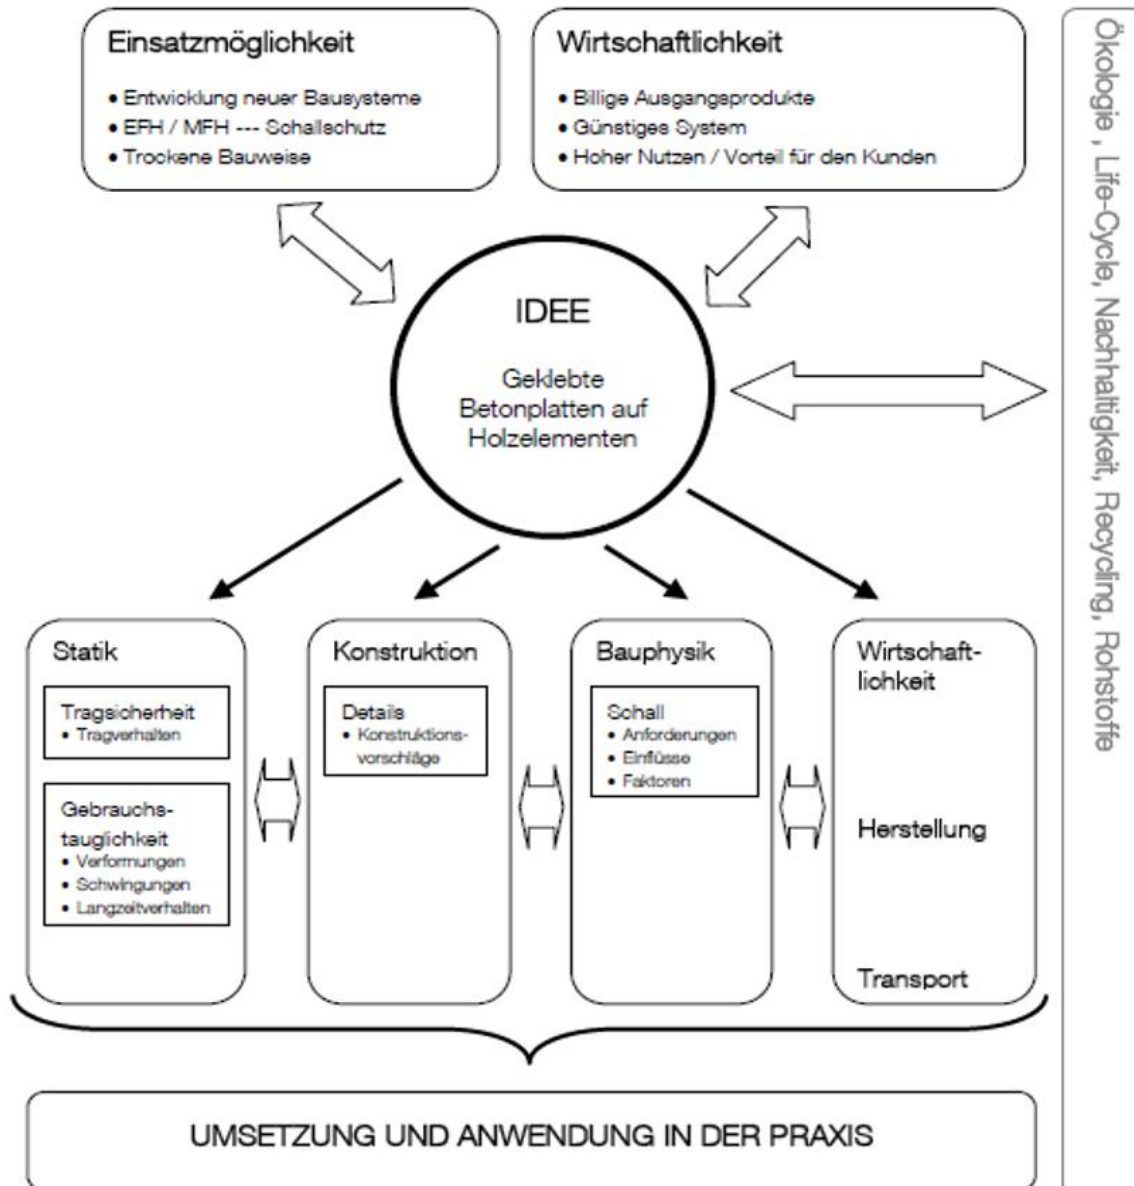 Einsatzmöglichkeit
• Entwicklung neuer Bausysteme
• EFH / MFH --- Schallschutz
• Trockene Bauweise
Wirtschaftlichkeit
• Billige Ausgangsprodukte
• Günstiges System
• Hoher Nutzen / Vorteil für den Kunden
Ökologie , Life-Cycle, Nachhaltigkeit, Recycling, Rohstoffe
IDEE
Geklebte
Betonplatten auf
Holzelementen
Statik
Tragsicherheit
• Tragverhalten
Gebrauchs-
tauglichkeit
• Verformungen
• Schwingungen
• Langzeitverhalten
Konstruktion
Details
• Konstruktions-
vorschläge
Bauphysik
Schall
• Anforderungen
• Einflüsse
• Faktoren
Wirtschaft-
lichkeit
Herstellung
Transport
UMSETZUNG UND ANWENDUNG IN DER PRAXIS